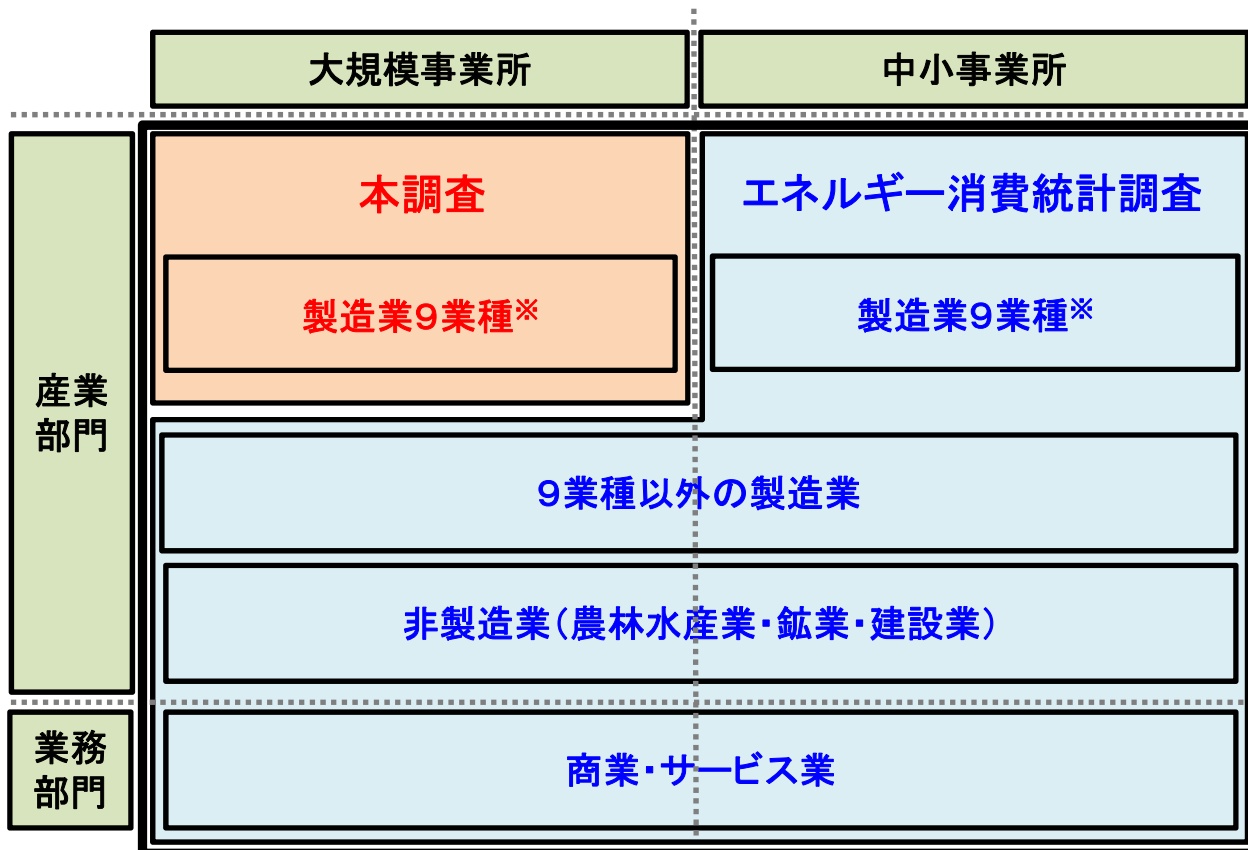 大規模事業所
中小事業所
産業
部門
本調査
製造業9業種※
エネルギー消費統計調査
製造業9業種※
9業種以外の製造業
非製造業(農林水産業・鉱業・建設業)
業務
部門
商業・サービス業